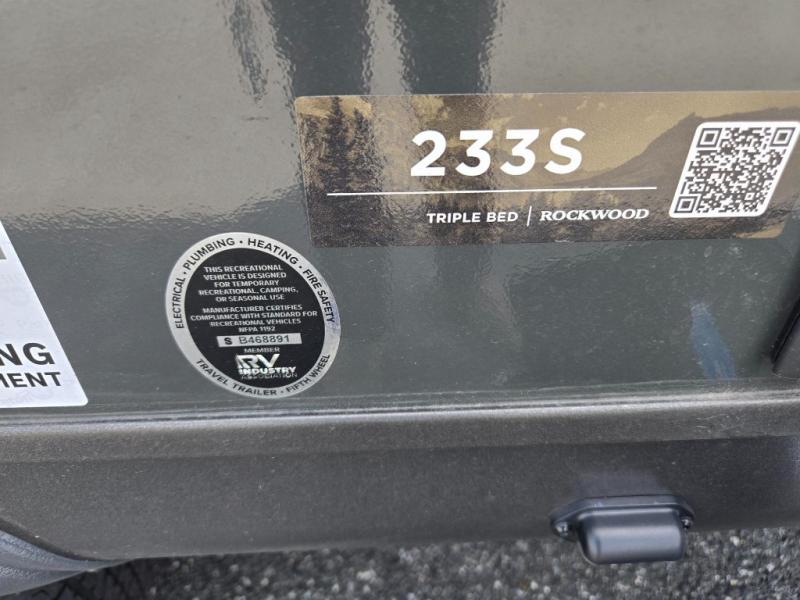 233S
TRIPLE BED | ROCKWOOD
ELECTRICAL • PLUMBING • HEATING • FIRE SAFETY
THIS RECREATIONAL
VEHICLE IS DESIGNED
FOR TEMPORARY
RECREATIONAL, CAMPING,
OR SEASONAL USE
MANUFACTURER CERTIFIES
COMPLIANCE WITH STANDARD FOR
RECREATIONAL VEHICLES
NFPA 1192
S B468891
MEMBER
RV
INDUSTRY
ASSOCIATION
TRAVEL TRAILER • FIFTH WHEEL
NG
MENT